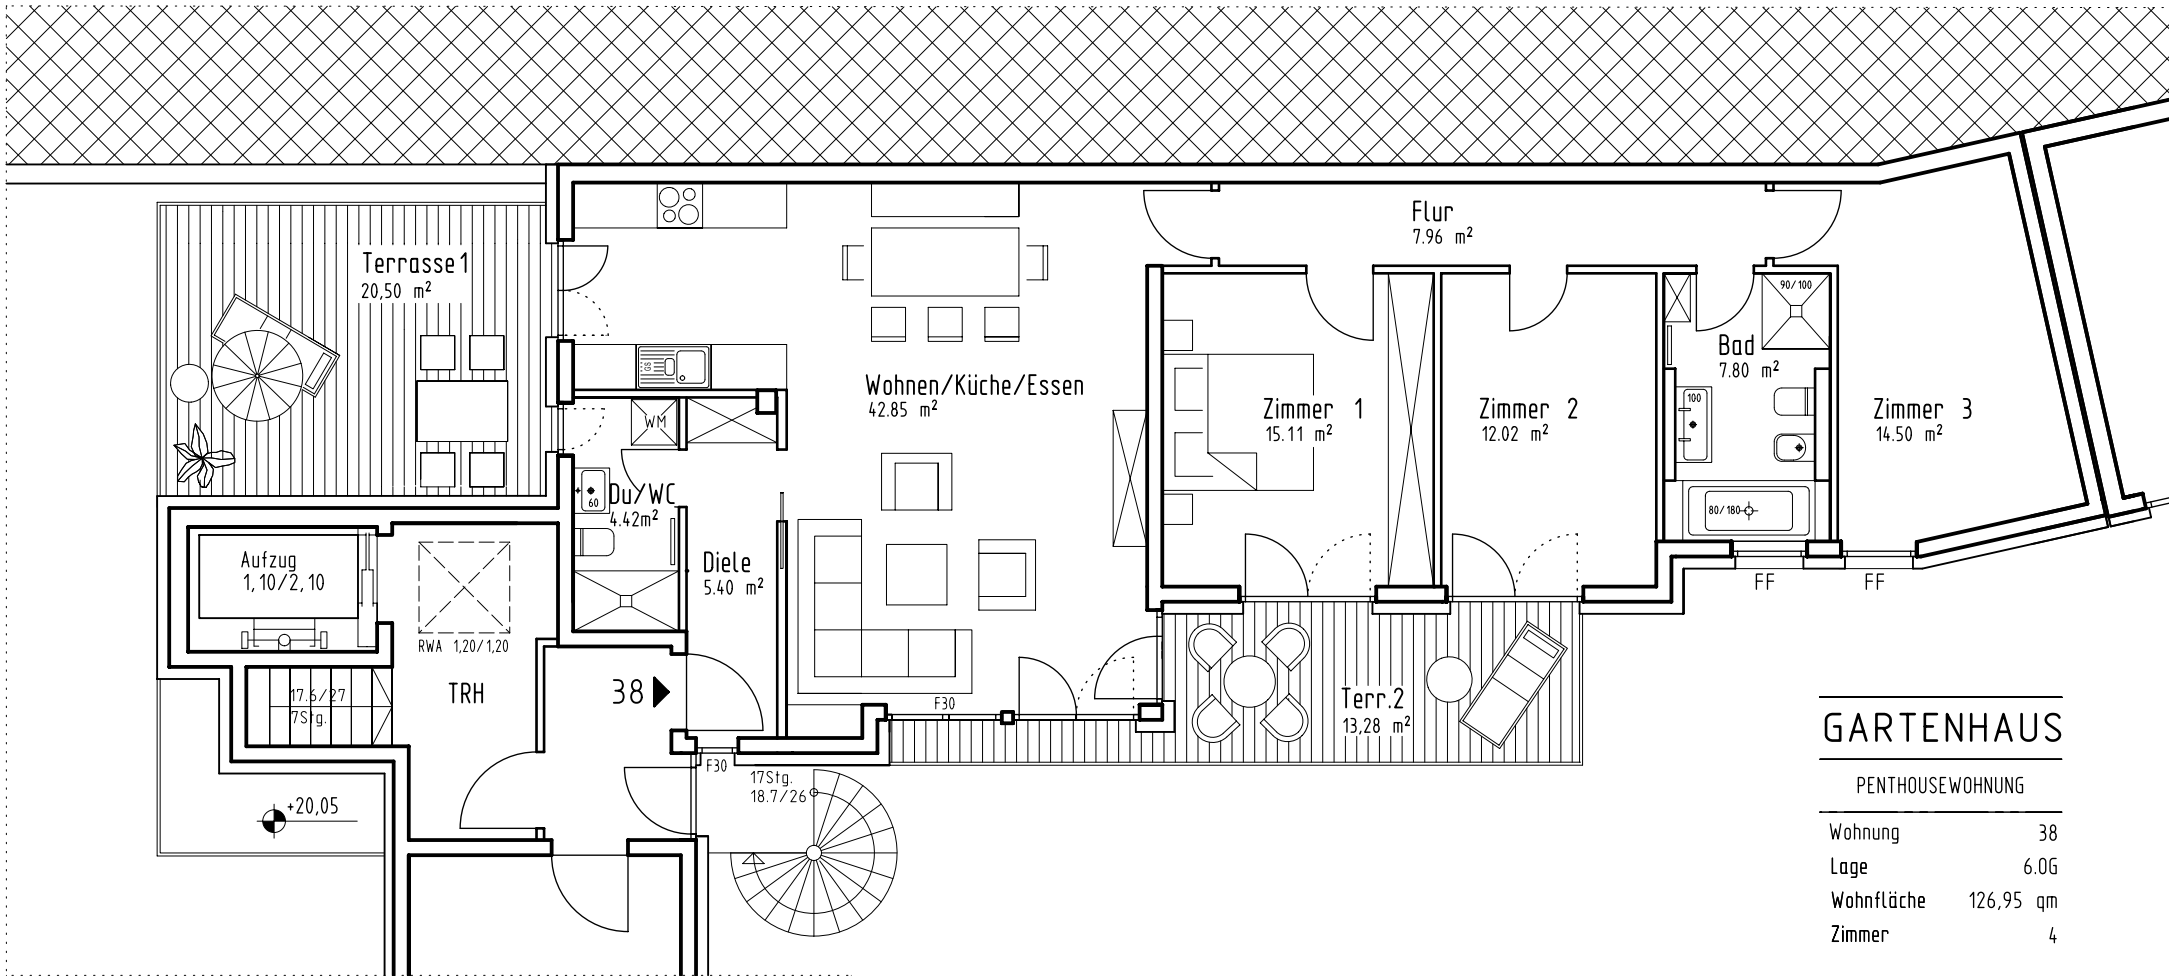 Flur
7.96 m²
Terrasse1
20,50 m²
90/100
GS
Bad
7.80 m²
Wohnen/Küche/Essen
42.85 m²
WM
100
Zimmer 1
15.11 m²
Zimmer 2
12.02 m²
Zimmer 3
14.50 m²
60
Du/WC
4.42m²
80/180
Aufzug
1,10/2,10
Diele
5.40 m²
FF
FF
RWA 1,20/1,20
17.6/27
7Stg.
TRH
38
F30
Terr.2
13,28 m²
F30
17Stg.
18.7/26
+20,05
GARTENHAUS
PENTHOUSEWOHNUNG
Wohnung 38
Lage 6.OG
Wohnfläche 126,95 qm
Zimmer 4